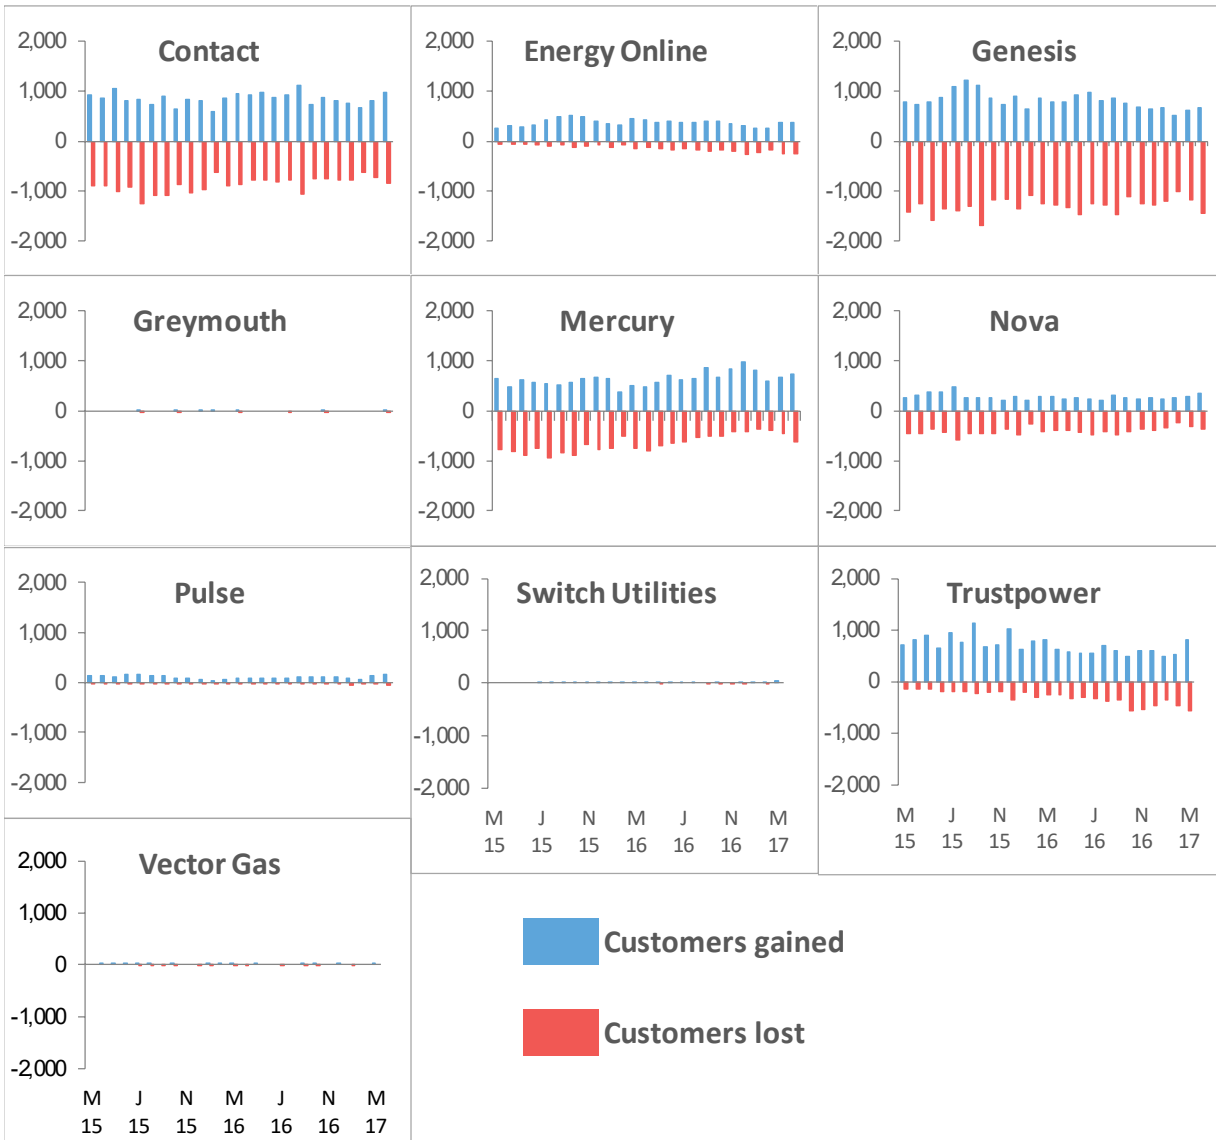 Contact
2,000
1,000
0
-1,000
-2,000
Energy Online
2,000
1,000
0
-1,000
-2,000
Genesis
2,000
1,000
0
-1,000
-2,000
Greymouth
2,000
1,000
0
-1,000
-2,000
Mercury
2,000
1,000
0
-1,000
-2,000
Nova
2,000
1,000
0
-1,000
-2,000
Pulse
2,000
1,000
0
-1,000
-2,000
Switch Utilities
2,000
1,000
0
-1,000
-2,000
M J N M J N M
15 15 15 16 16 16 17
Trustpower
2,000
1,000
0
-1,000
-2,000
M J N M J N M
15 15 15 16 16 16 17
Vector Gas
2,000
1,000
0
-1,000
-2,000
M J N M J N M
15 15 15 16 16 16 17
Customers gained
Customers lost